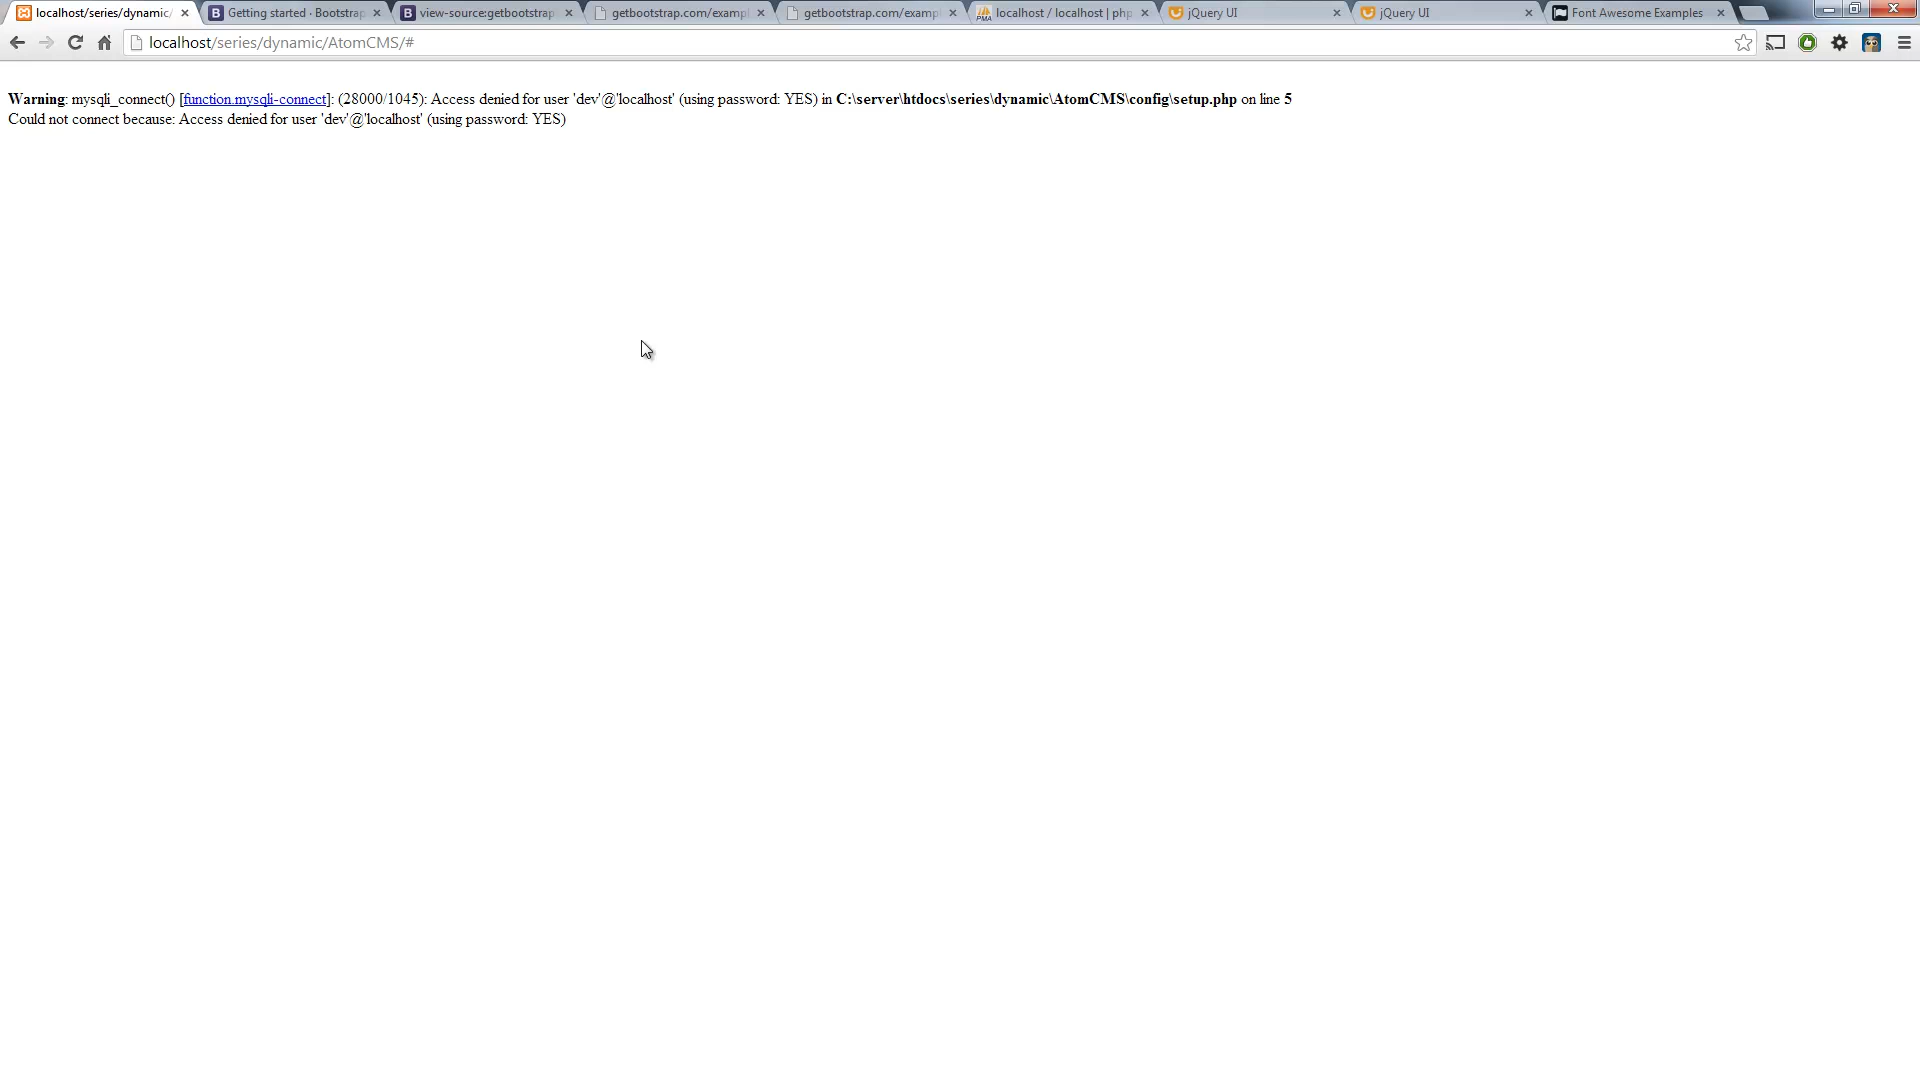 localhost/series/dynamic/
Getting started · Bootstrap
view-source:getbootstrap
getbootstrap.com/exampl
getbootstrap.com/exampl
PMA
localhost / localhost | php
jQuery UI
jQuery UI
Font Awesome Examples
localhost/series/dynamic/AtomCMS/#
Warning: mysqli_connect() [function.mysqli-connect]: (28000/1045): Access denied for user 'dev'@'localhost' (using password: YES) in C:\server\htdocs\series\dynamic\AtomCMS\config\setup.php on line 5
Could not connect because: Access denied for user 'dev'@'localhost' (using password: YES)